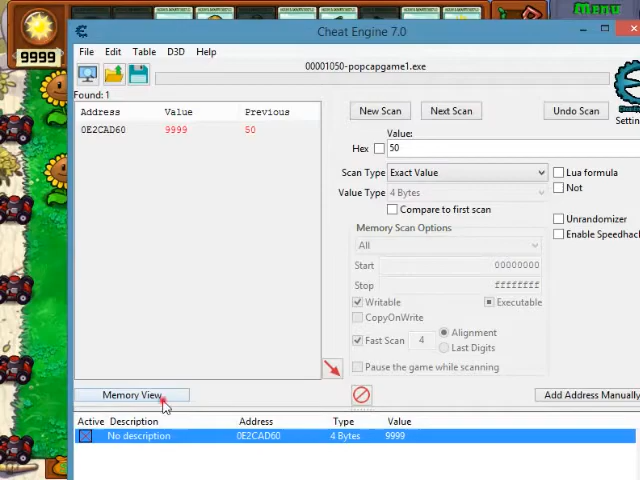 Menu
Cheat Engine 7.0
9999
File Edit Table D3D Help
00001050-popcapgame1.exe
Found: 1
Address Value Previous
0E2CAD60 9999 50
New Scan Next Scan Undo Scan
Settin
Value:
Hex 50
Scan Type Exact Value
Lua formula
Value Type 4 Bytes
Not
Compare to first scan
Unrandomizer
Memory Scan Options
Enable Speedhack
All
Start 00000000
Stop ffffffff
Writable Executable
CopyOnWrite
Fast Scan 4 Alignment
Last Digits
Pause the game while scanning
Memory View
Add Address Manually
Active Description Address Type Value
No description 0E2CAD60 4 Bytes 9999